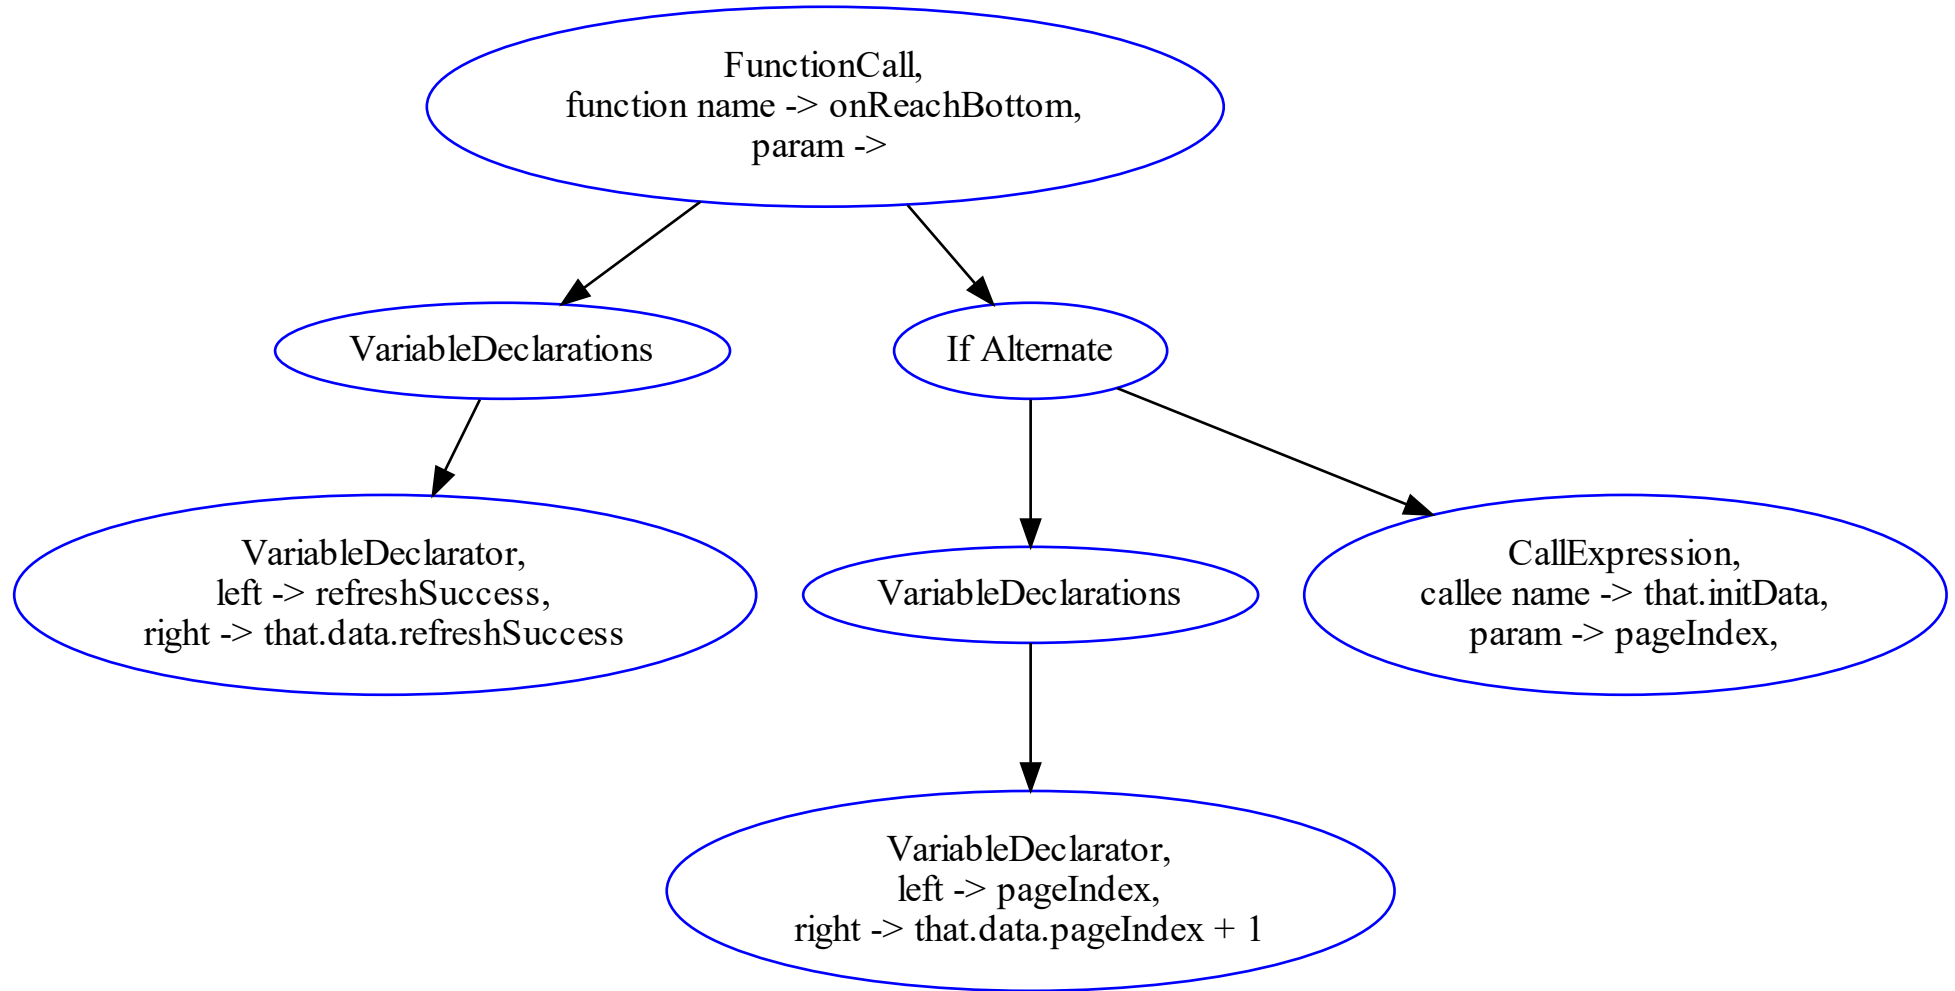 FunctionCall,
function name -> onReachBottom,
param ->
VariableDeclarations
If Alternate
VariableDeclarator,
left -> refreshSuccess,
right -> that.data.refreshSuccess
VariableDeclarations
CallExpression,
callee name -> that.initData,
param -> pageIndex,
VariableDeclarator,
left -> pageIndex,
right -> that.data.pageIndex + 1